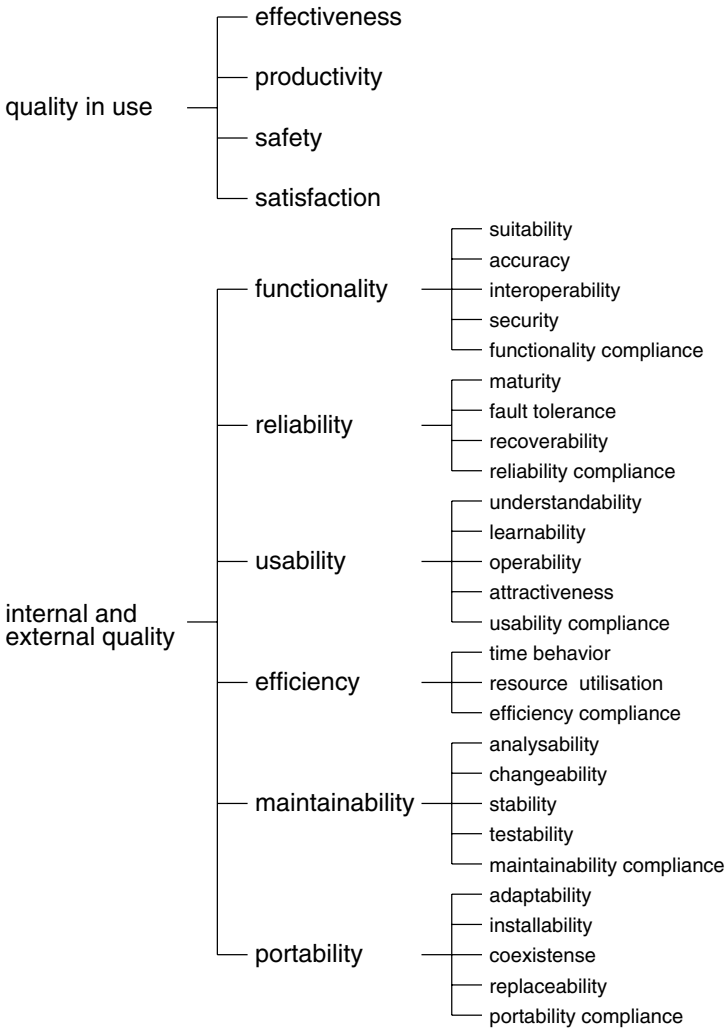 quality in use
effectiveness
productivity
safety
satisfaction
internal and
external quality
functionality
suitability
accuracy
interoperability
security
functionality compliance
reliability
maturity
fault tolerance
recoverability
reliability compliance
usability
understandability
learnability
operability
attractiveness
usability compliance
efficiency
time behavior
resource utilisation
efficiency compliance
maintainability
analysability
changeability
stability
testability
maintainability compliance
portability
adaptability
installability
coexistense
replaceability
portability compliance